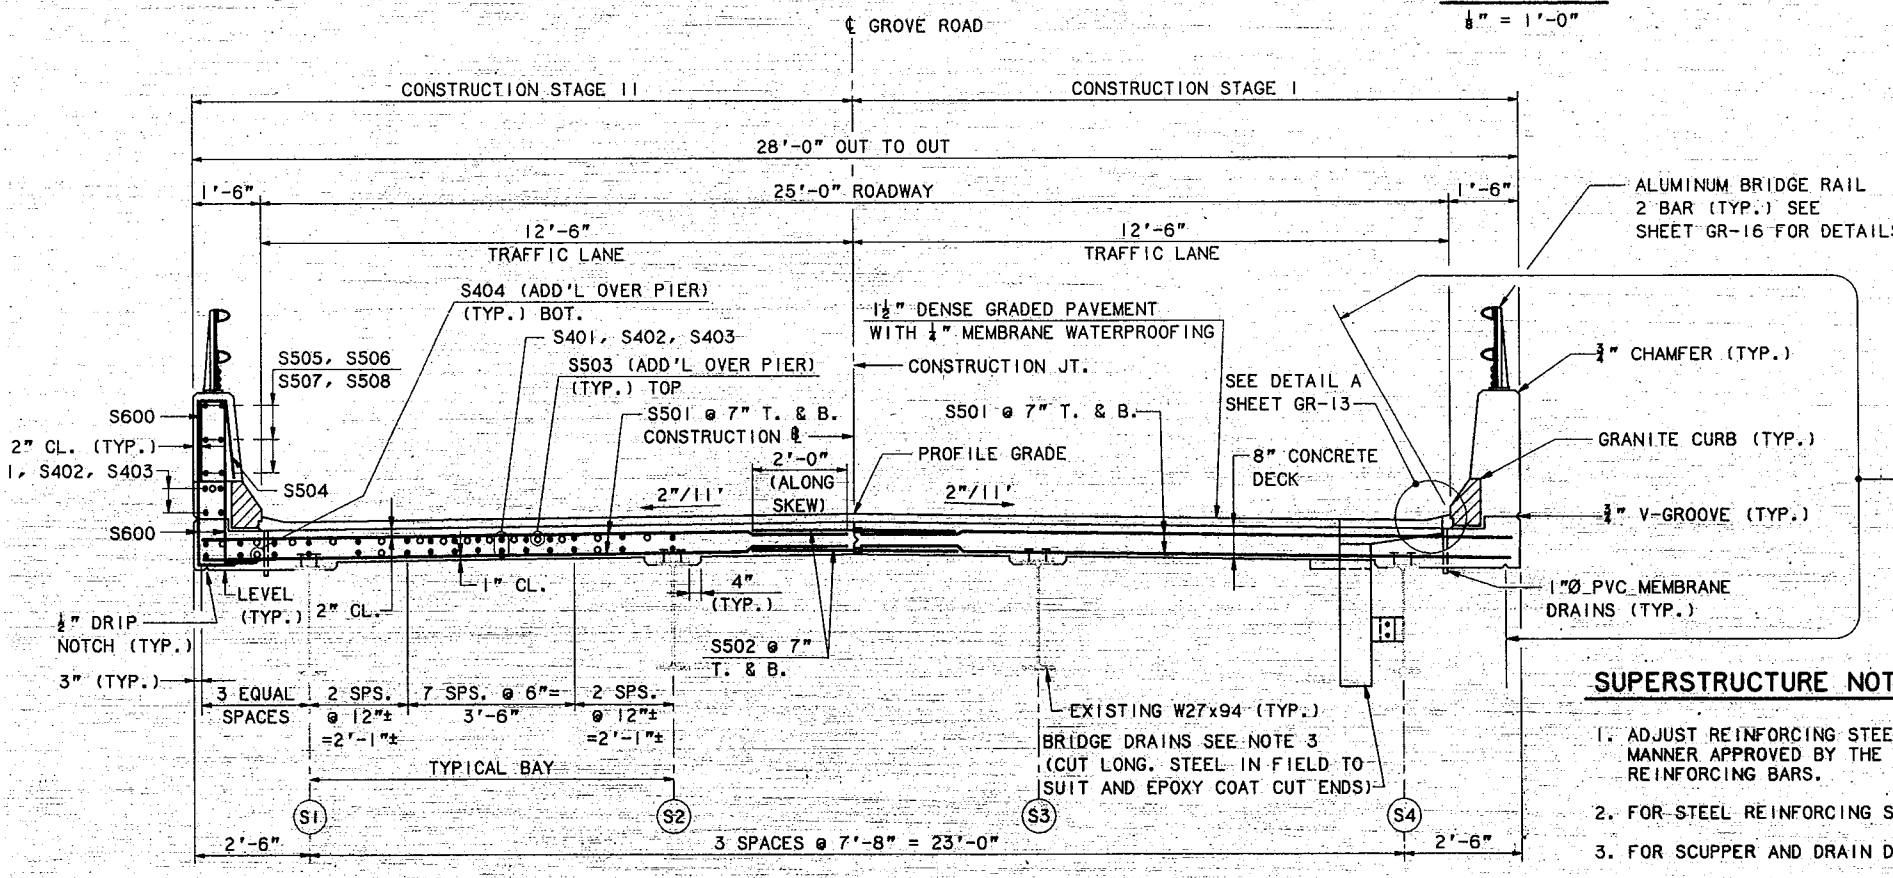 1/8" = 1'-0"
℄ GROVE ROAD
CONSTRUCTION STAGE II
CONSTRUCTION STAGE I
28'-0" OUT TO OUT
1'-6"
25'-0" ROADWAY
1'-6"
ALUMINUM BRIDGE RAIL
2 BAR (TYP.) SEE
SHEET GR-16 FOR DETAILS
12'-6"
TRAFFIC LANE
12'-6"
TRAFFIC LANE
S404 (ADD'L OVER PIER)
(TYP.) BOT.
S401, S402, S403
S503 (ADD'L OVER PIER)
(TYP.) TOP
1½" DENSE GRADED PAVEMENT
WITH ¼" MEMBRANE WATERPROOFING
CONSTRUCTION JT.
¾" CHAMFER (TYP.)
S505, S506
S507, S508
SEE DETAIL A
SHEET GR-13
S600
S501 @ 7" T. & B.
CONSTRUCTION ℄
S501 @ 7" T. & B.
2" CL. (TYP.)
1, S402, S403
GRANITE CURB (TYP.)
PROFILE GRADE
8" CONCRETE
DECK
2'-0"
(ALONG
SKEW)
S504
2"/11'
2"/11'
¾" V-GROOVE (TYP.)
S600
LEVEL
(TYP.)
2" CL.
1" CL.
4"
(TYP.)
1"Ø PVC MEMBRANE
DRAINS (TYP.)
½" DRIP
NOTCH (TYP.)
S502 @ 7"
T. & B.
3" (TYP.)
3 EQUAL
SPACES
2 SPS.
@ 12"±
=2'-1"±
7 SPS. @ 6"=
3'-6"
2 SPS.
@ 12"±
=2'-1"±
EXISTING W27x94 (TYP.)
BRIDGE DRAINS SEE NOTE 3
(CUT LONG. STEEL IN FIELD TO
SUIT AND EPOXY COAT CUT ENDS)
TYPICAL BAY
SUPERSTRUCTURE NOT
1. ADJUST REINFORCING STEE
MANNER APPROVED BY THE
REINFORCING BARS.
2. FOR STEEL REINFORCING S
3. FOR SCUPPER AND DRAIN D
S1
S2
S3
S4
2'-6"
3 SPACES @ 7'-8" = 23'-0"
2'-6"